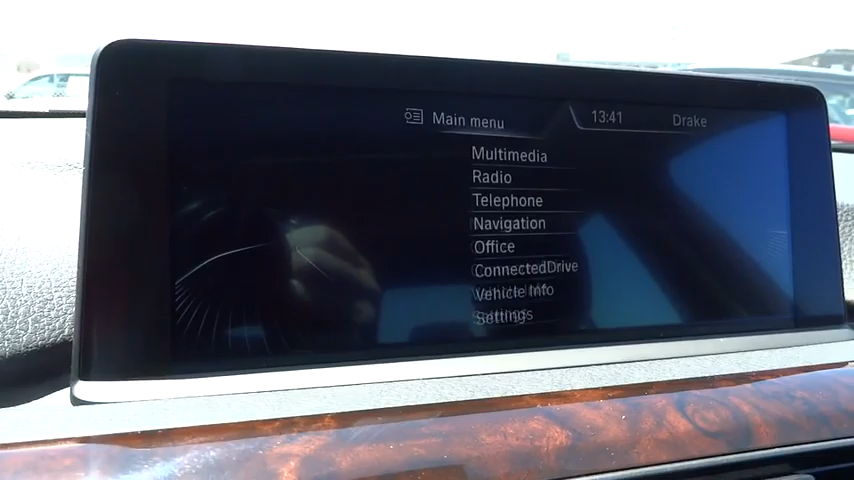 Main menu
13:41
Drake
Multimedia
Radio
Telephone
Navigation
Office
ConnectedDrive
Vehicle Info
Settings